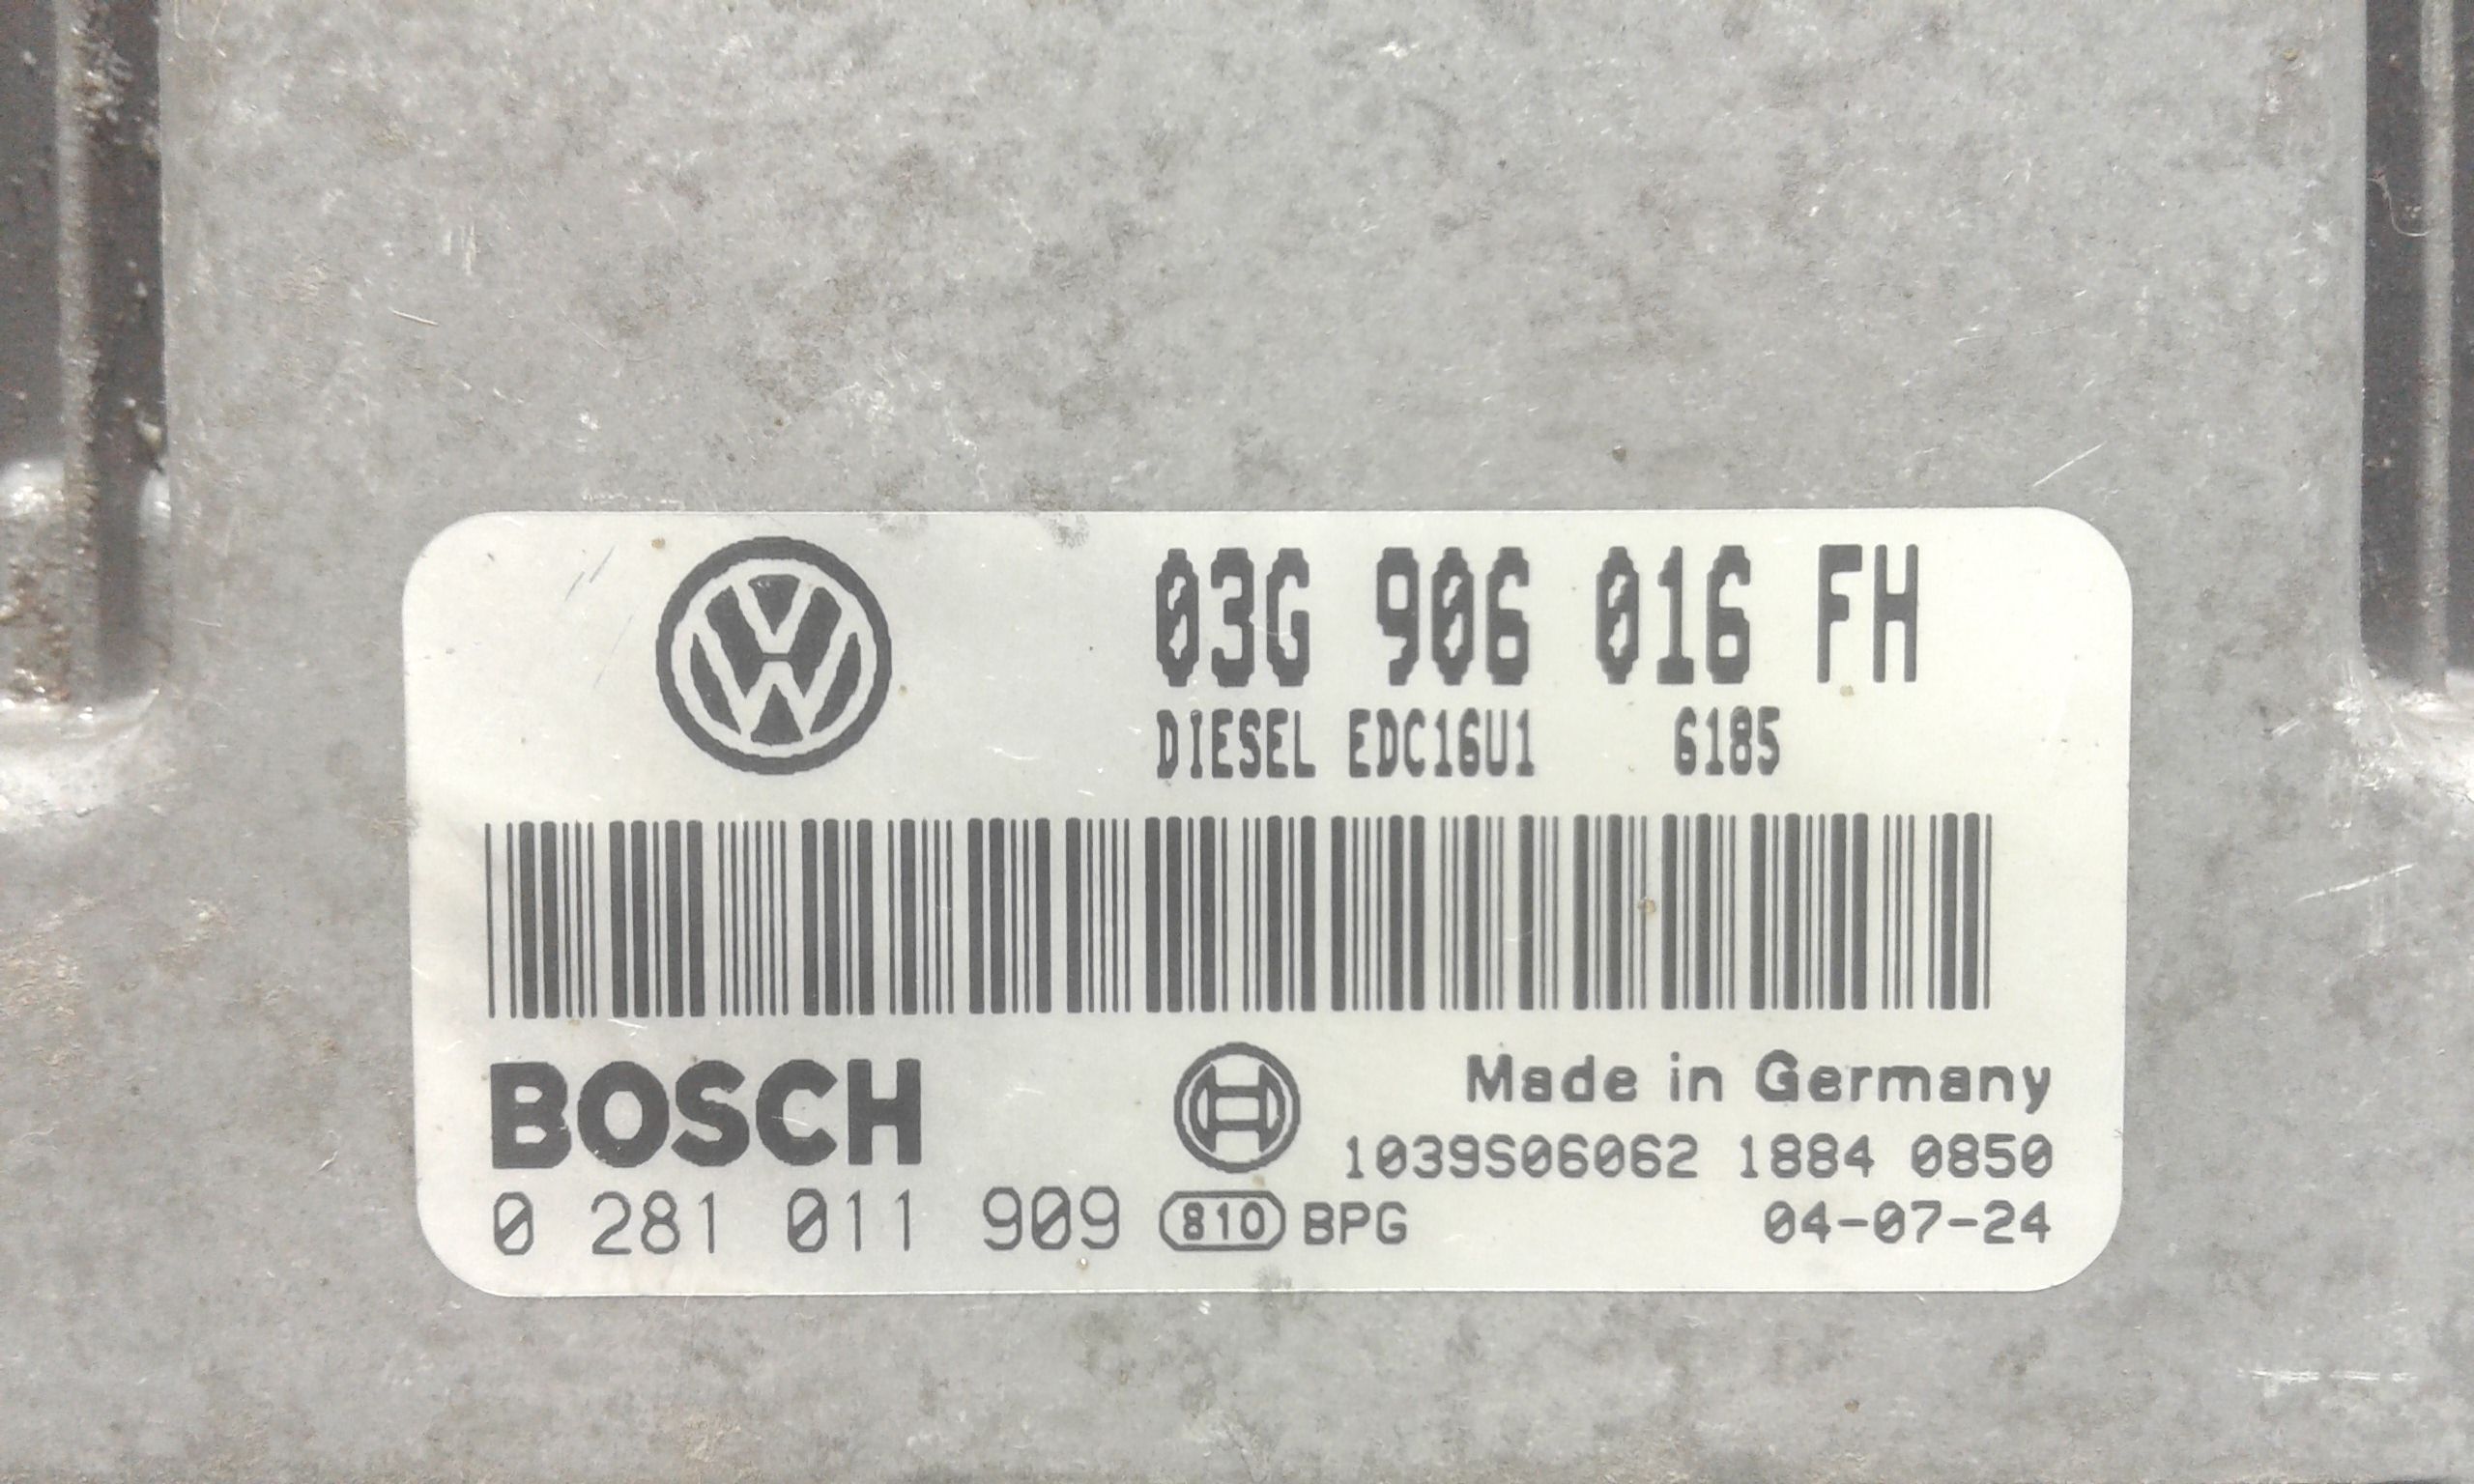 03G 906 016 FH
DIESEL EDC16U1 6185
BOSCH
Made in Germany
1039S06062 1884 0850
0 281 011 909 810 BPG 04-07-24